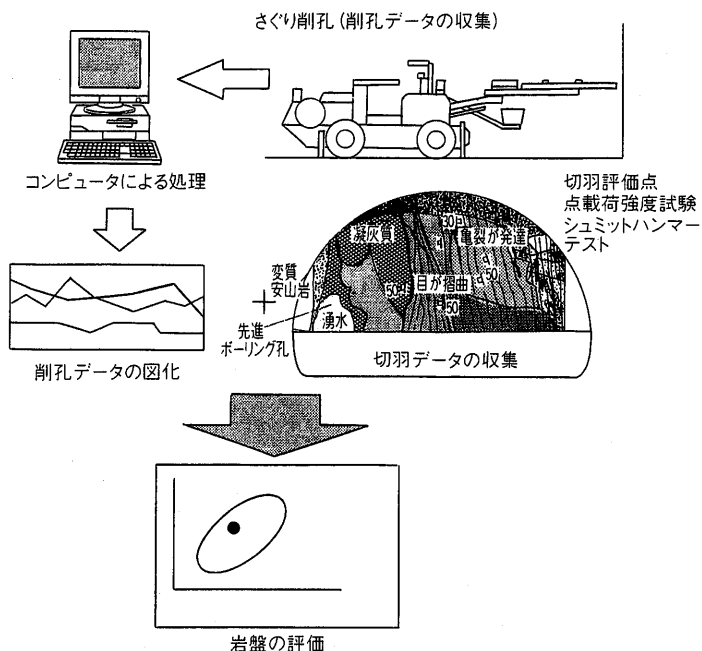 さぐり削孔(削孔データの収集)
コンピュータによる処理
切羽評価点
点載荷強度試験
シュミットハンマー
テスト
30
凝灰質
亀裂が発達
50
変質
安山岩
50
目が褶曲
50
+
先進
ボーリング孔
湧水
切羽データの収集
削孔データの図化
岩盤の評価